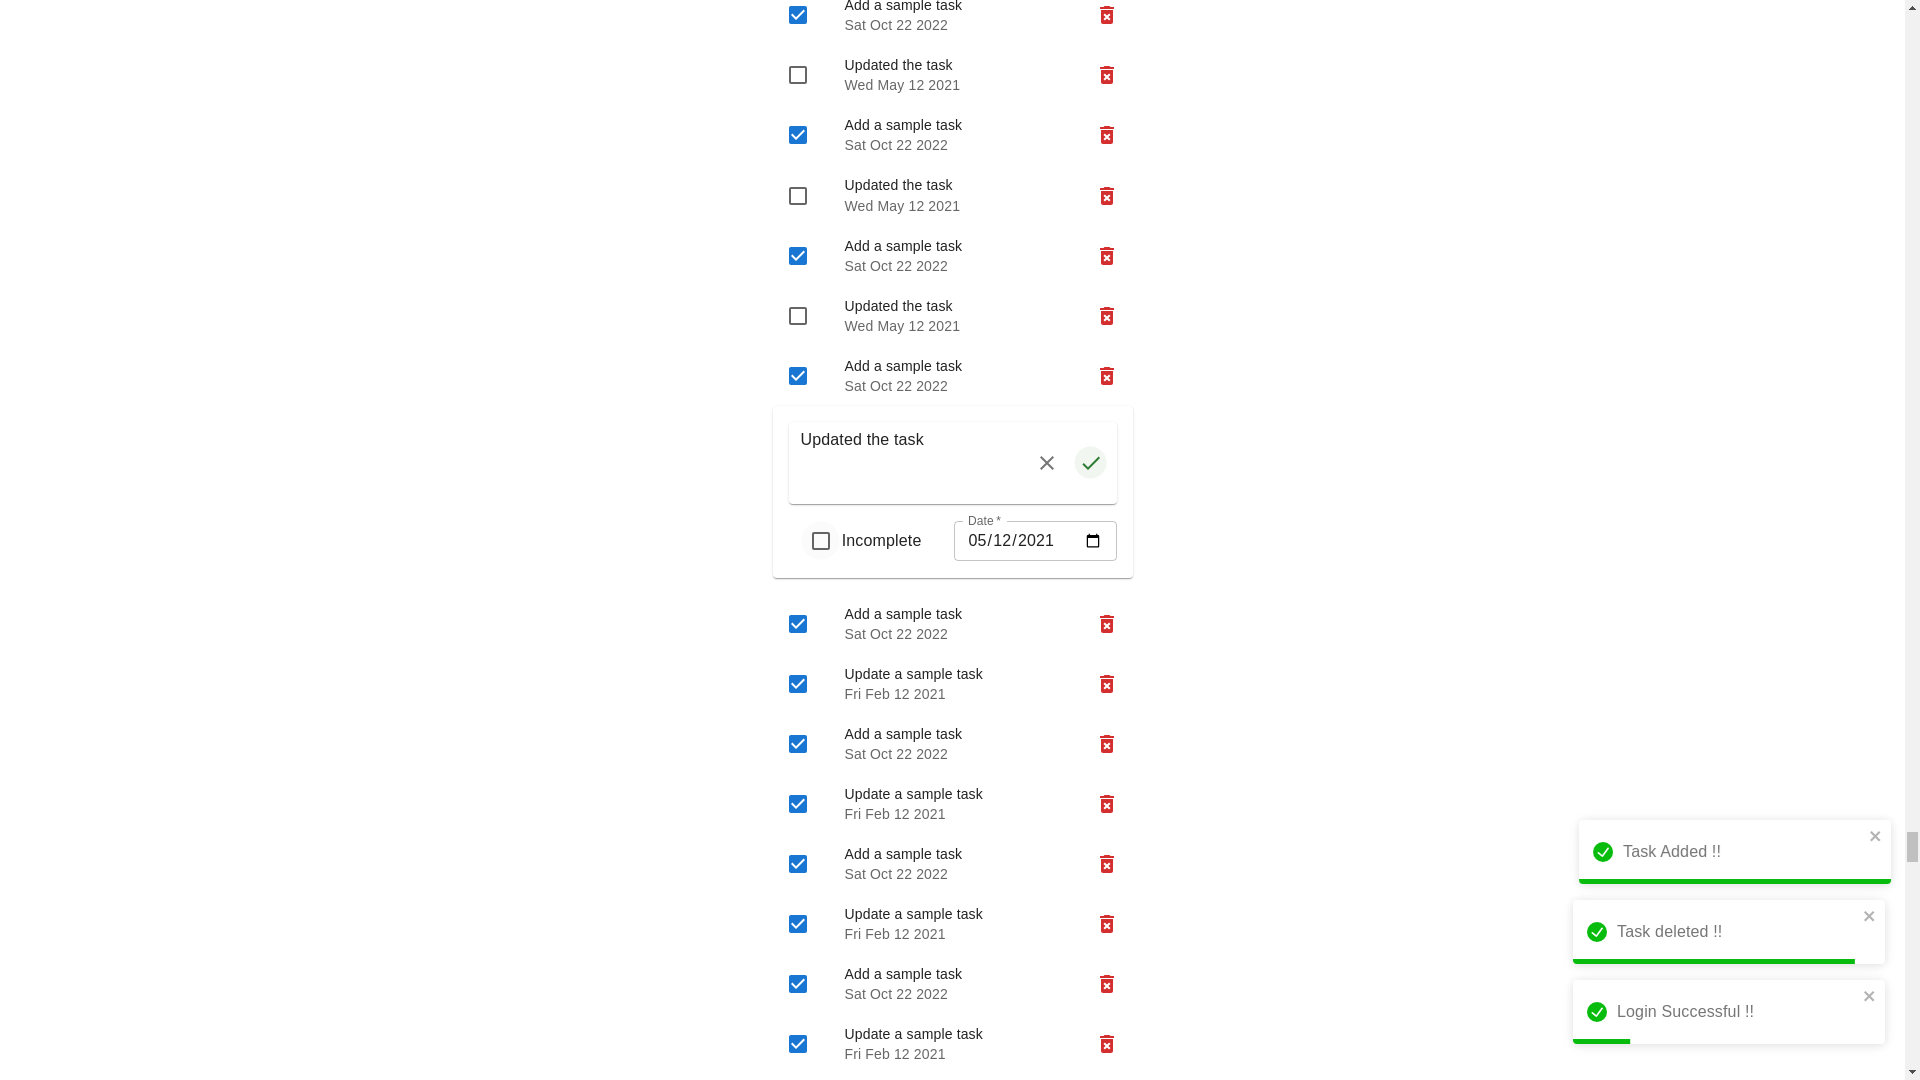 Add a sample task
Sat Oct 22 2022
Updated the task
Wed May 12 2021
Add a sample task
Sat Oct 22 2022
Updated the task
Wed May 12 2021
Add a sample task
Sat Oct 22 2022
Updated the task
Wed May 12 2021
Add a sample task
Sat Oct 22 2022
Updated the task
Date *
Incomplete
05/12/2021
Add a sample task
Sat Oct 22 2022
Update a sample task
Fri Feb 12 2021
Add a sample task
Sat Oct 22 2022
Update a sample task
Fri Feb 12 2021
Add a sample task
Sat Oct 22 2022
Update a sample task
Fri Feb 12 2021
Add a sample task
Sat Oct 22 2022
Update a sample task
Fri Feb 12 2021
Task Added !!
Task deleted !!
Login Successful !!